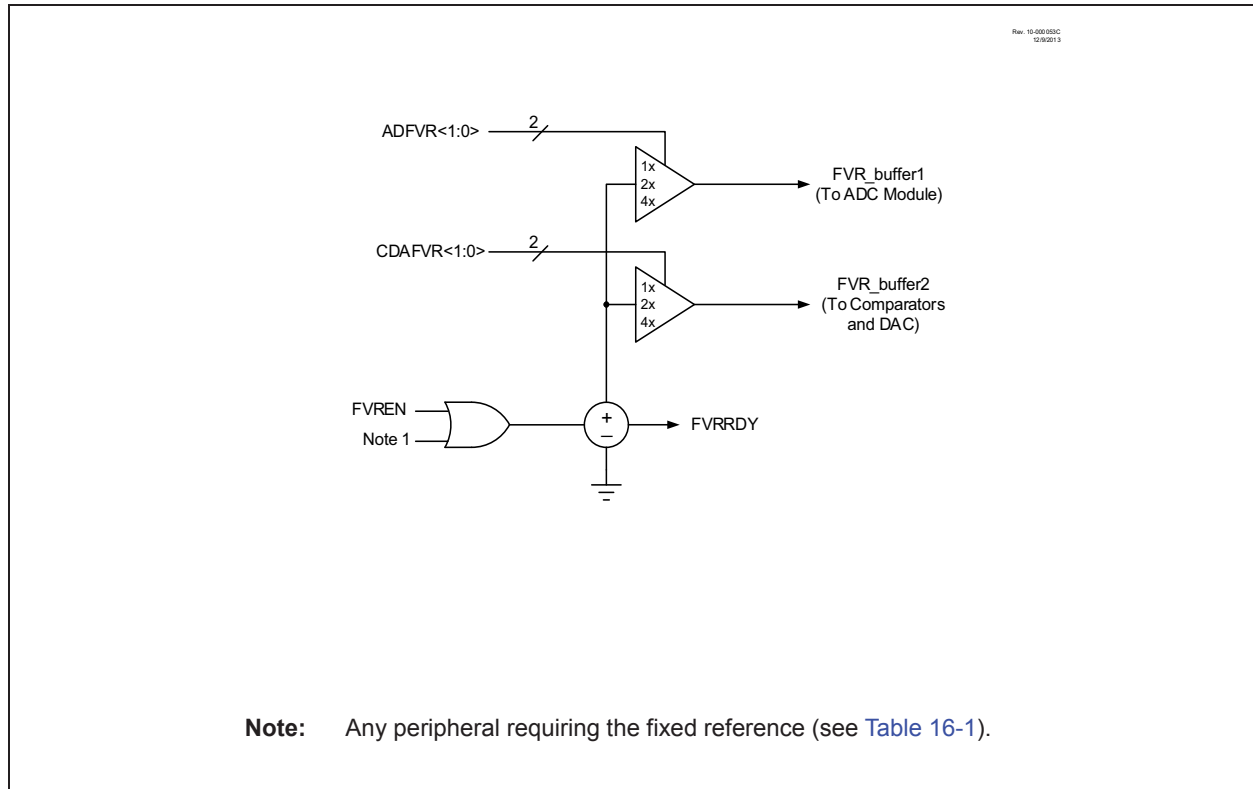 Rev. 10-000053C
12/9/2013
ADFVR<1:0>
2
1x
2x
4x
FVR_buffer1
(To ADC Module)
CDAFVR<1:0>
2
1x
2x
4x
FVR_buffer2
(To Comparators
and DAC)
FVREN
Note 1
+
–
FVRRDY
Note: Any peripheral requiring the fixed reference (see Table 16-1).